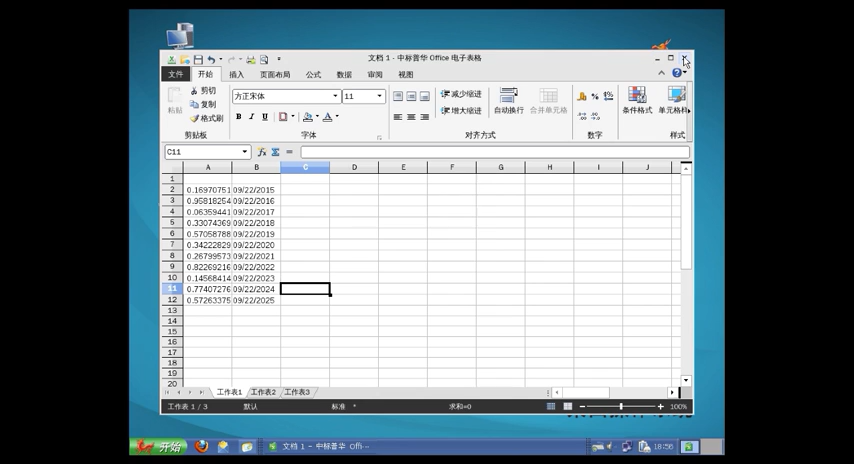 文档 1 - 中标普华 Office 电子表格
文件 开始 插入 页面布局 公式 数据 审阅 视图
粘贴 剪切 复制 格式刷 方正宋体 11 减少缩进 增大缩进 自动换行 合并单元格 条件格式 单元格样
B I U A %
剪贴板 字体 对齐方式 数字 样式
C11 =
A B C D E F G H I J
1
2 0.16970751 09/22/2015
3 0.95818254 09/22/2016
4 0.06359441 09/22/2017
5 0.33074369 09/22/2018
6 0.57058788 09/22/2019
7 0.34222829 09/22/2020
8 0.26799573 09/22/2021
9 0.82269216 09/22/2022
10 0.14568414 09/22/2023
11 0.77407276 09/22/2024
12 0.57263375 09/22/2025
13
14
15
16
17
18
19
20
工作表1 工作表2 工作表3
工作表 1 / 3 默认 标准 * 求和=0 100%
开始 文档 1 - 中标普华 Offi··· 18:56